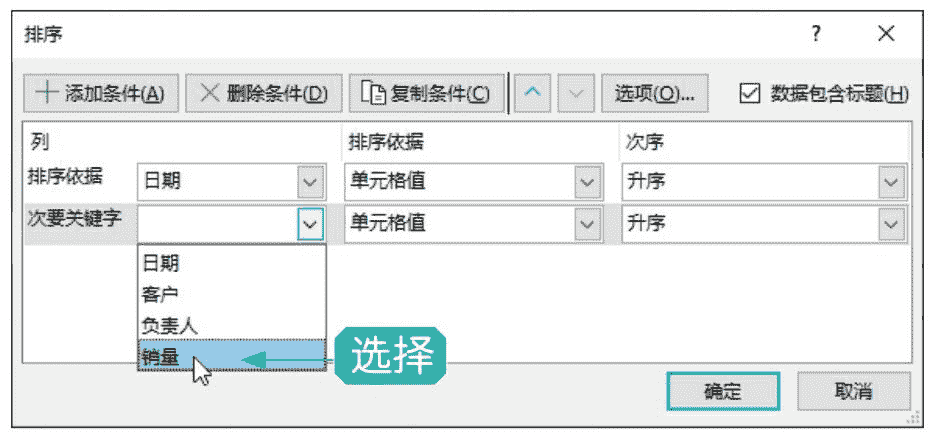 排序 ?
添加条件(A) 删除条件(D) 复制条件(C) 选项(O)... 数据包含标题(H)
列 排序依据 次序
排序依据 日期 单元格值 升序
次要关键字 单元格值 升序
日期
客户
负责人
销量 选择
确定 取消